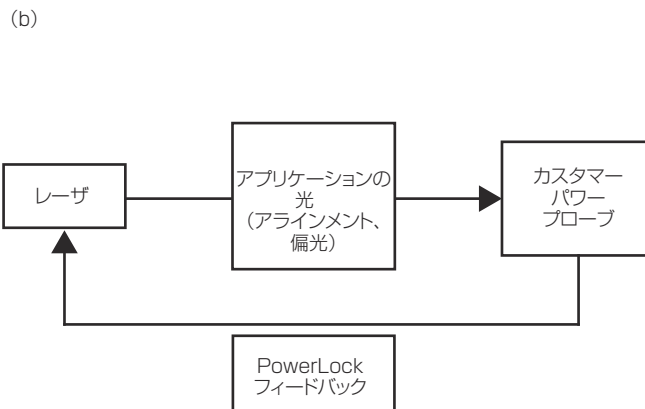 (b)
レーザ
アプリケーションの
光
(アラインメント、
偏光)
カスタマー
パワー
プローブ
PowerLock
フィードバック